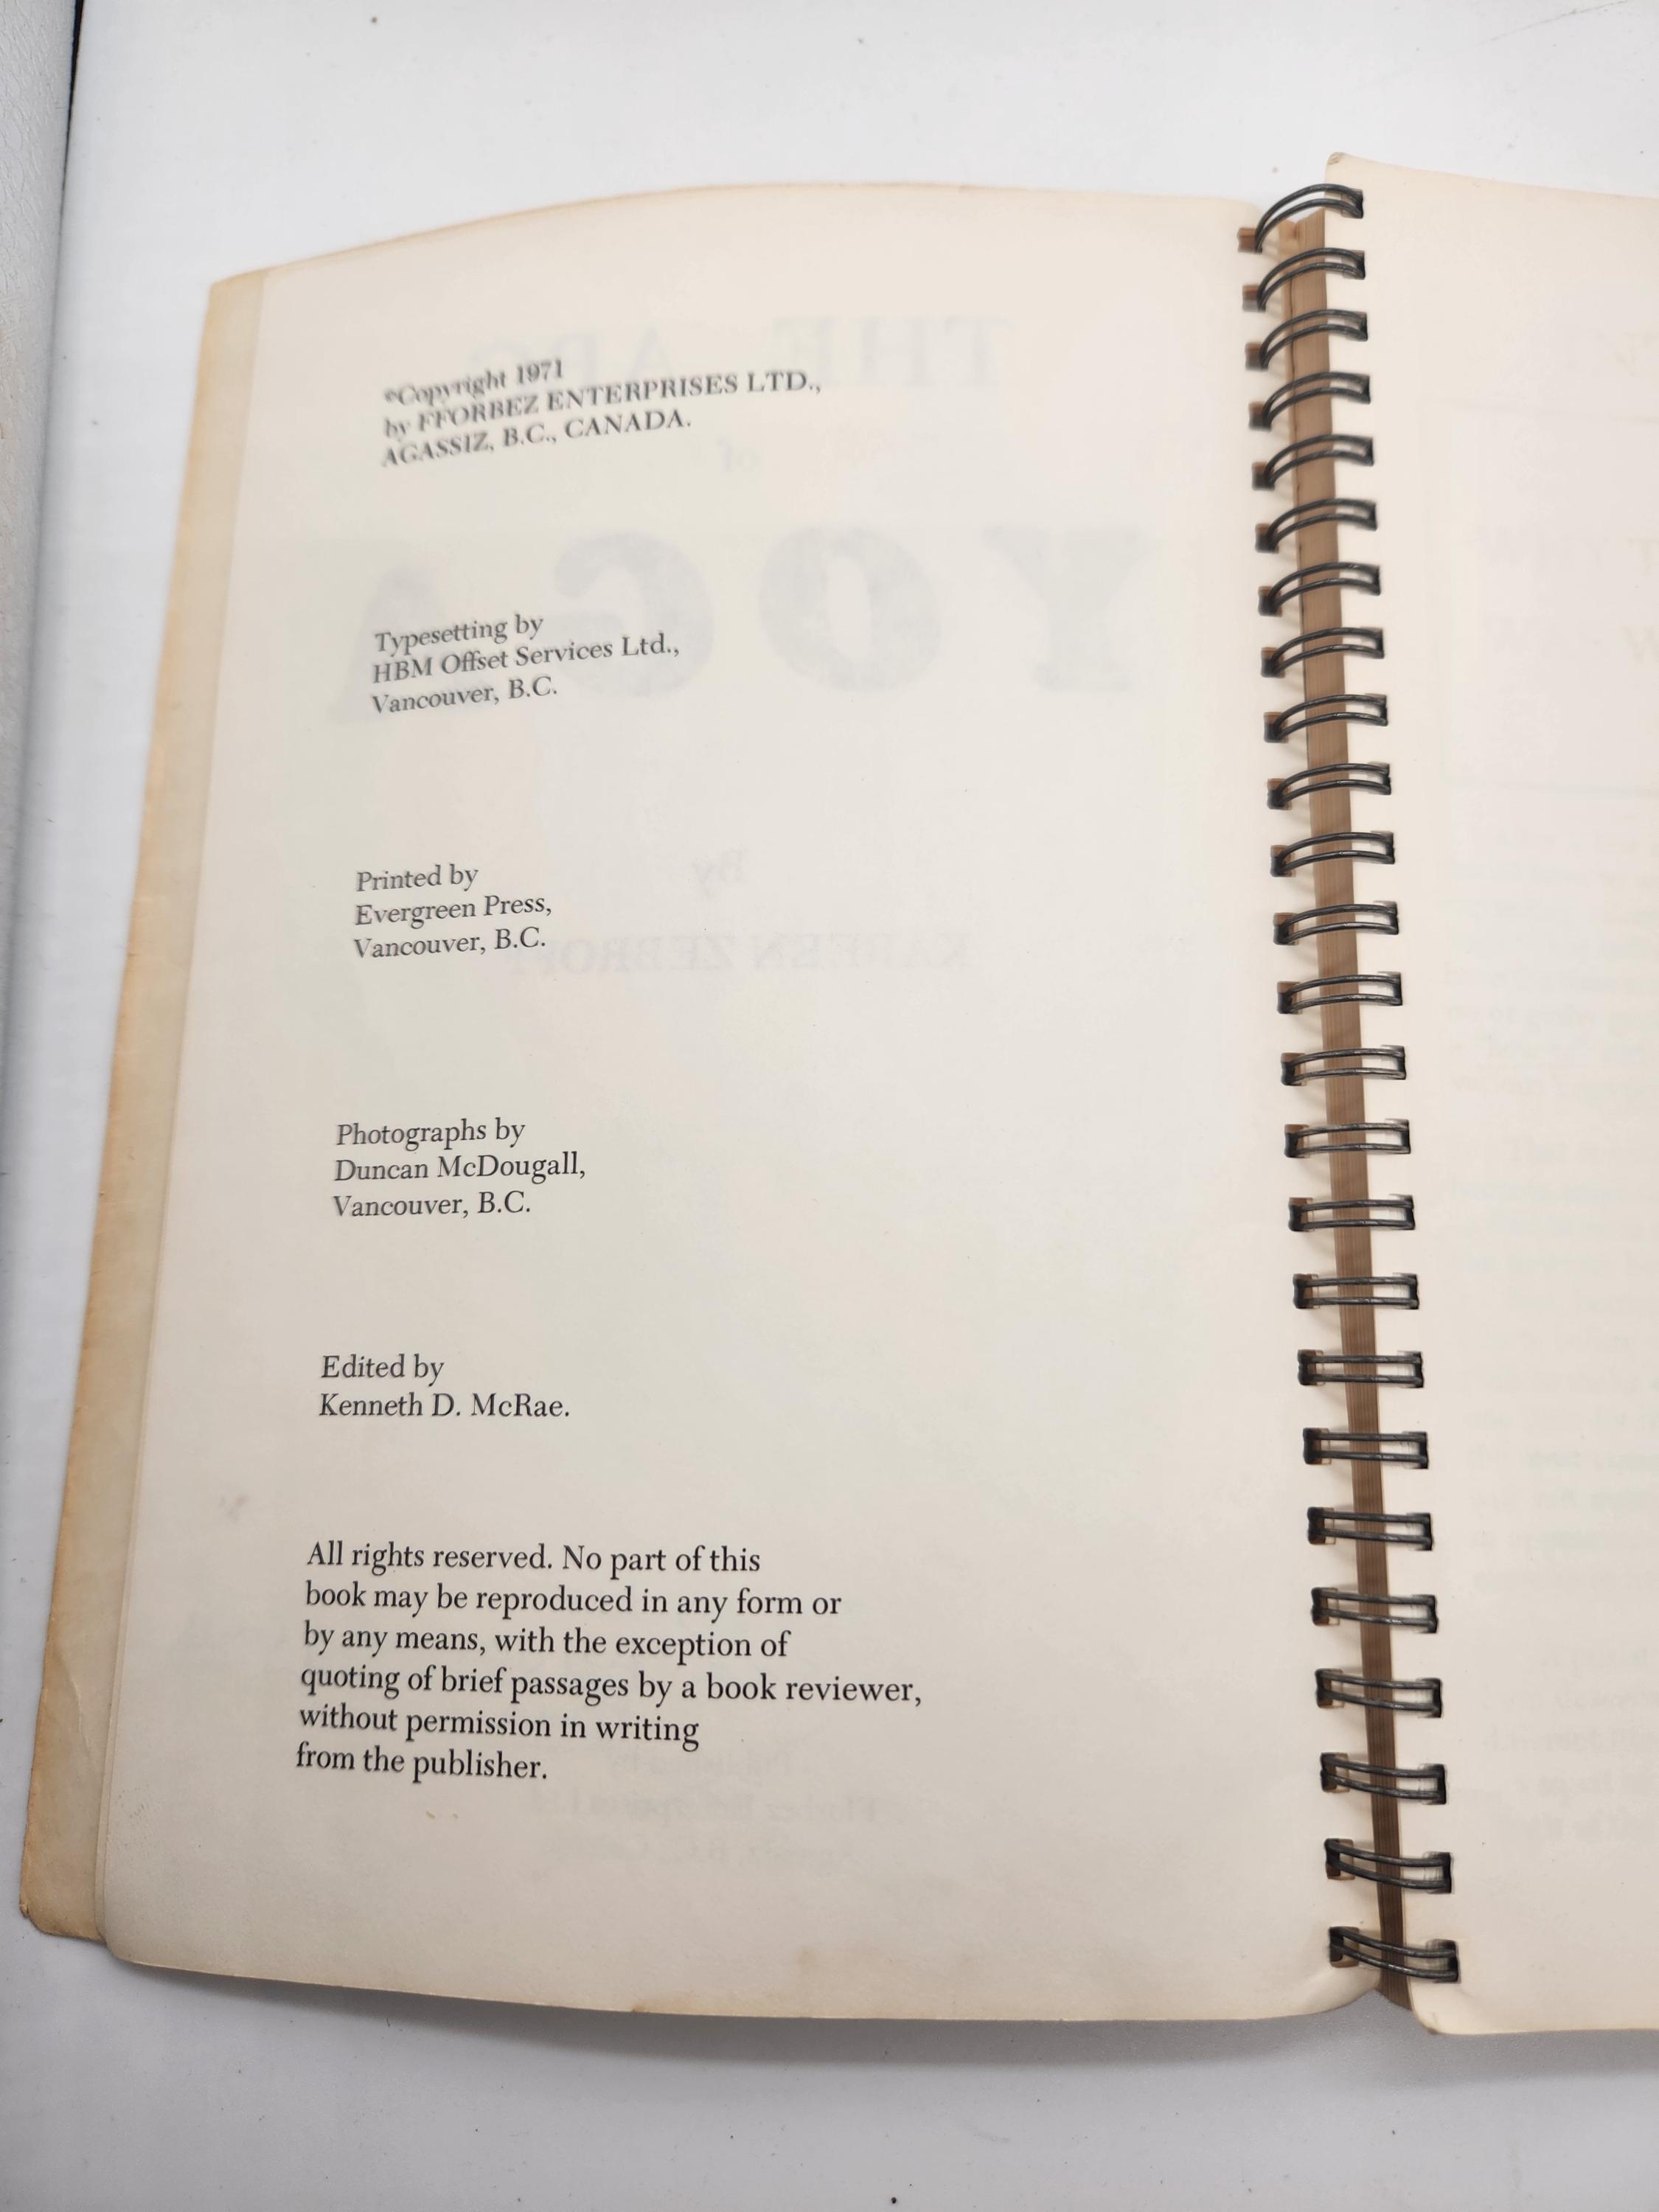 ©Copyright 1971
by FFORBEZ ENTERPRISES LTD.,
AGASSIZ, B.C., CANADA.
Typesetting by
HBM Offset Services Ltd.,
Vancouver, B.C.
Printed by
Evergreen Press,
Vancouver, B.C.
Photographs by
Duncan McDougall,
Vancouver, B.C.
Edited by
Kenneth D. McRae.
All rights reserved. No part of this
book may be reproduced in any form or
by any means, with the exception of
quoting of brief passages by a book reviewer,
without permission in writing
from the publisher.